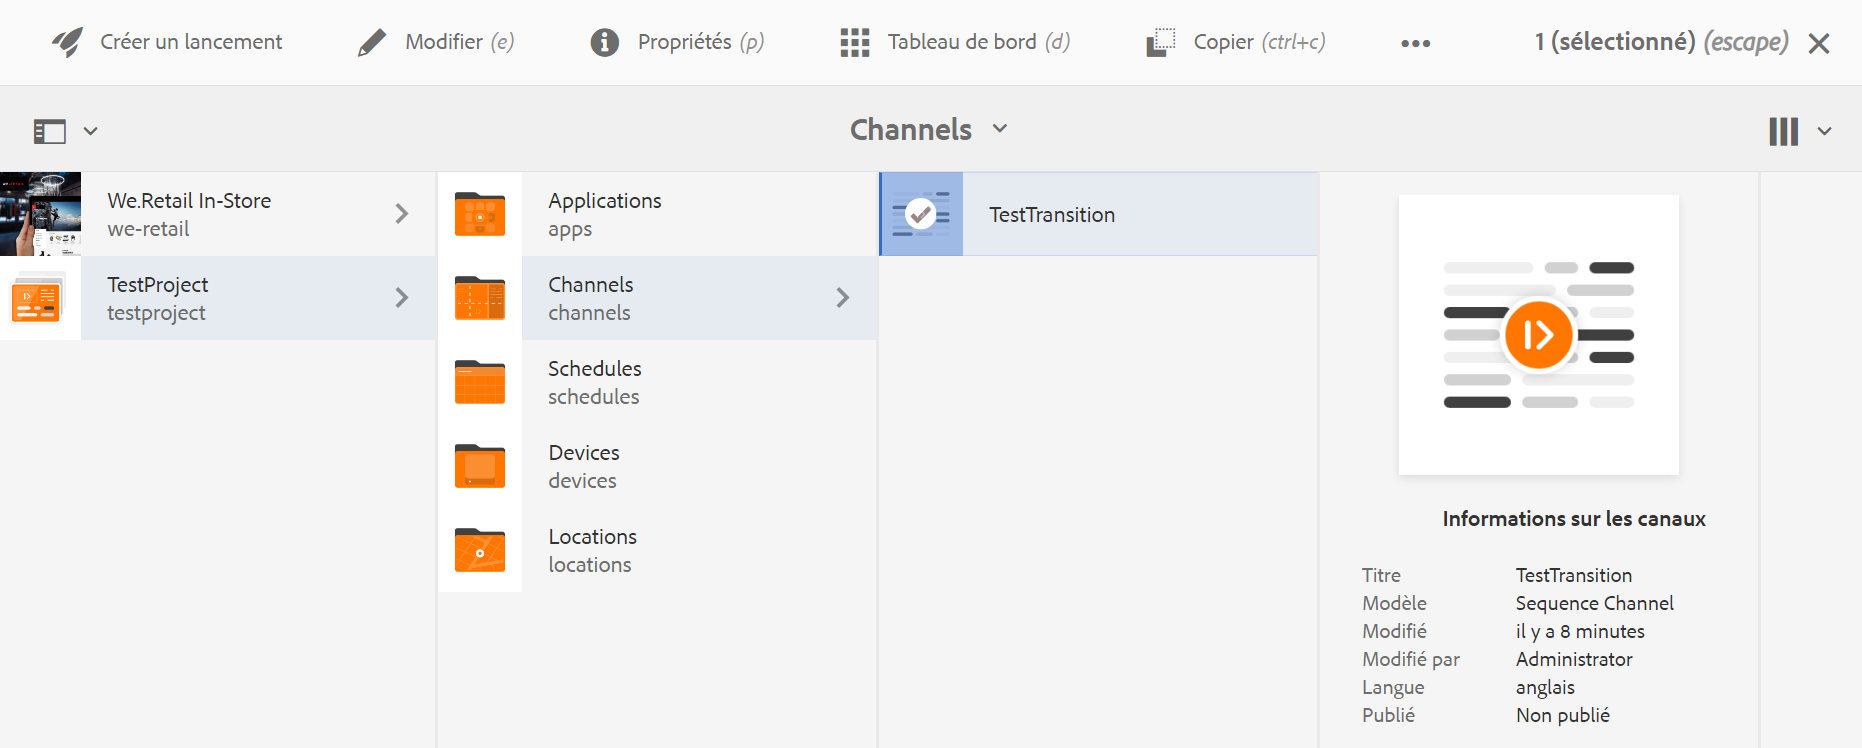 Créer un lancement
Modifier (e)
Propriétés (p)
Tableau de bord (d)
Copier (ctrl+c)
1 (sélectionné) (escape)
Channels
We.Retail In-Store
we-retail
TestProject
testproject
Applications
apps
Channels
channels
Schedules
schedules
Devices
devices
Locations
locations
TestTransition
Informations sur les canaux
Titre TestTransition
Modèle Sequence Channel
Modifié il y a 8 minutes
Modifié par Administrator
Langue anglais
Publié Non publié